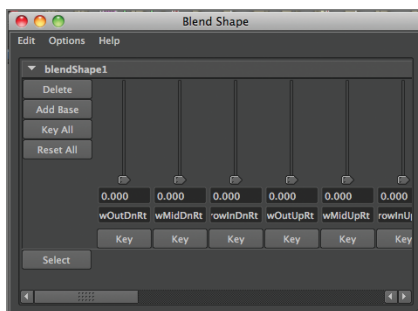 Blend Shape
Edit Options Help
blendShape1
Delete
Add Base
Key All
Reset All
0.000 0.000 0.000 0.000 0.000 0.000
wOutDnRt wMidDnRt rowInDnRt wOutUpRt wMidUpRt rowInUp
Key Key Key Key Key Key
Select